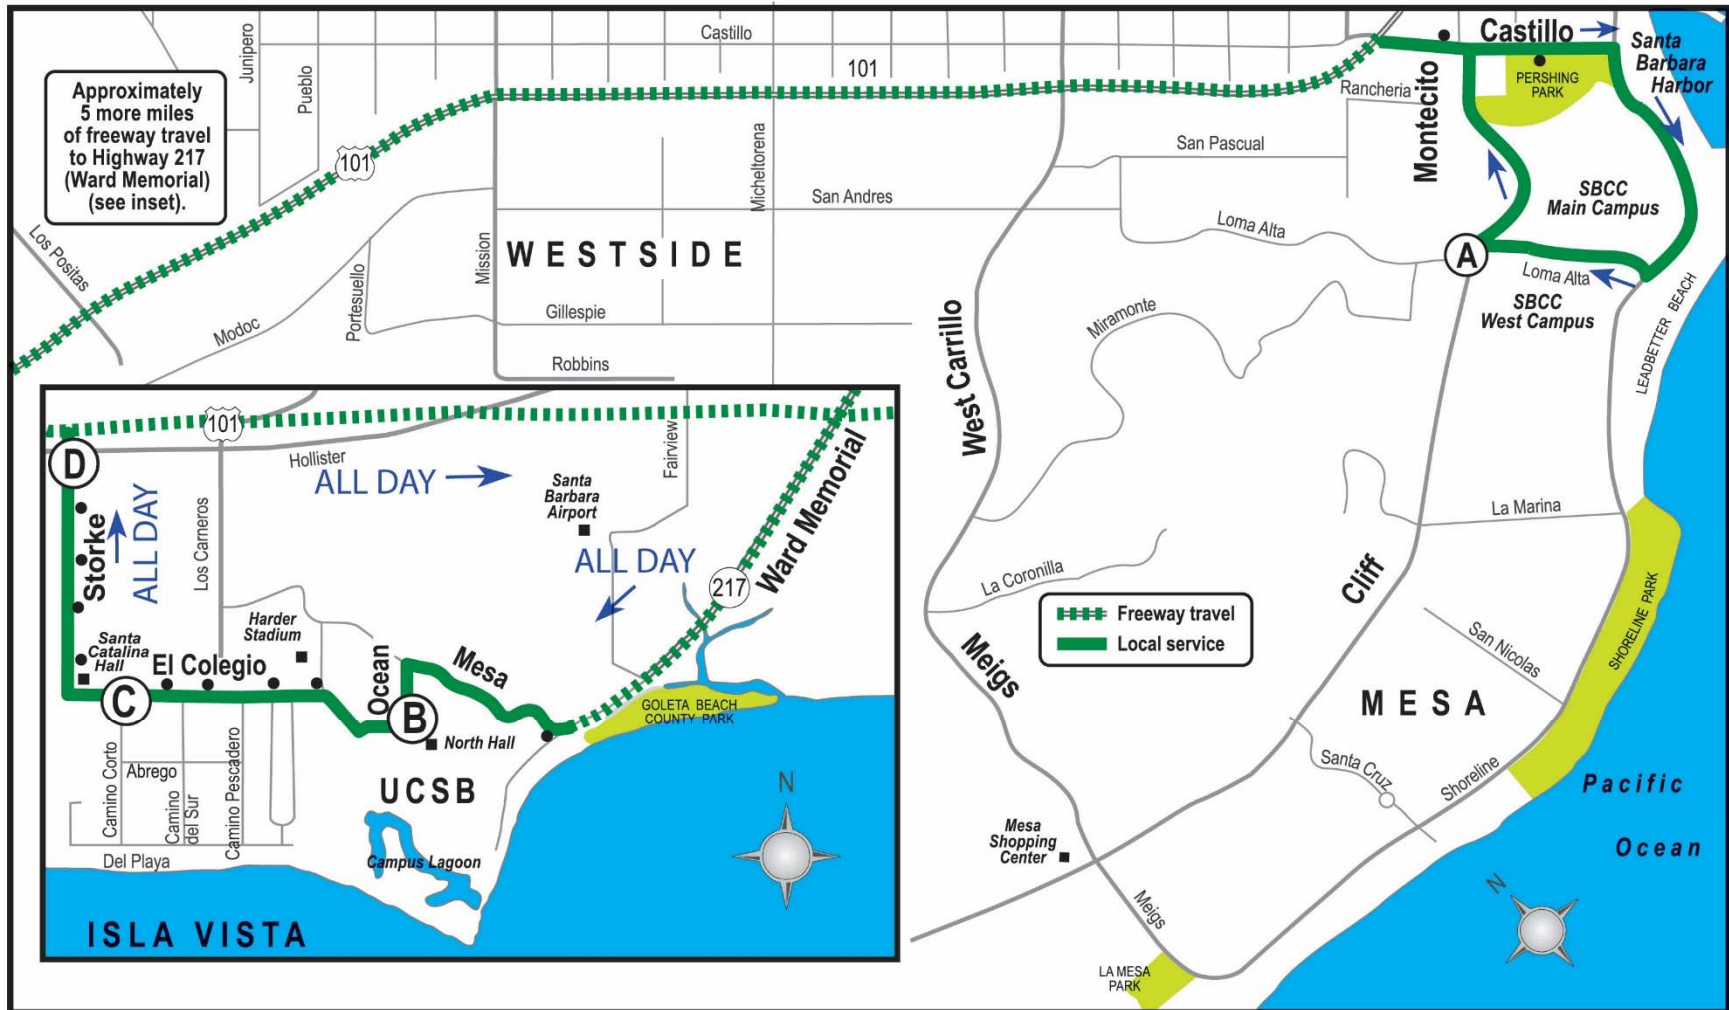 Castillo
Castillo
Santa
Barbara
Harbor
Junipero
Pueblo
101
Rancheria
Montecito
PERSHING
PARK
Approximately
5 more miles
of freeway travel
to Highway 217
(Ward Memorial)
(see inset).
101
Micheltorena
San Pascual
San Andres
SBCC
Main Campus
Los Positas
Mission
WESTSIDE
Loma Alta
A
Loma Alta
SBCC
West Campus
LEADBETTER BEACH
Modoc
Portesuello
Gillespie
Miramonte
Robbins
West Carrillo
101
D
Hollister
ALL DAY
Santa
Barbara
Airport
Fairview
Ward Memorial
Storke
ALL DAY
Los Carneros
ALL DAY
217
Santa
Catalina
Hall
El Colegio
Harder
Stadium
Ocean
Mesa
C
B
North Hall
GOLETA BEACH
COUNTY PARK
UCSB
Camino Corto
Abrego
Camino
del Sur
Camino Pescadero
Del Playa
Campus Lagoon
N
ISLA VISTA
La Marina
La Coronilla
Cliff
Freeway travel
Local service
Meigs
San Nicolas
SHORELINE PARK
MESA
Santa Cruz
Shoreline
Pacific
Ocean
Mesa
Shopping
Center
Meigs
N
LA MESA
PARK